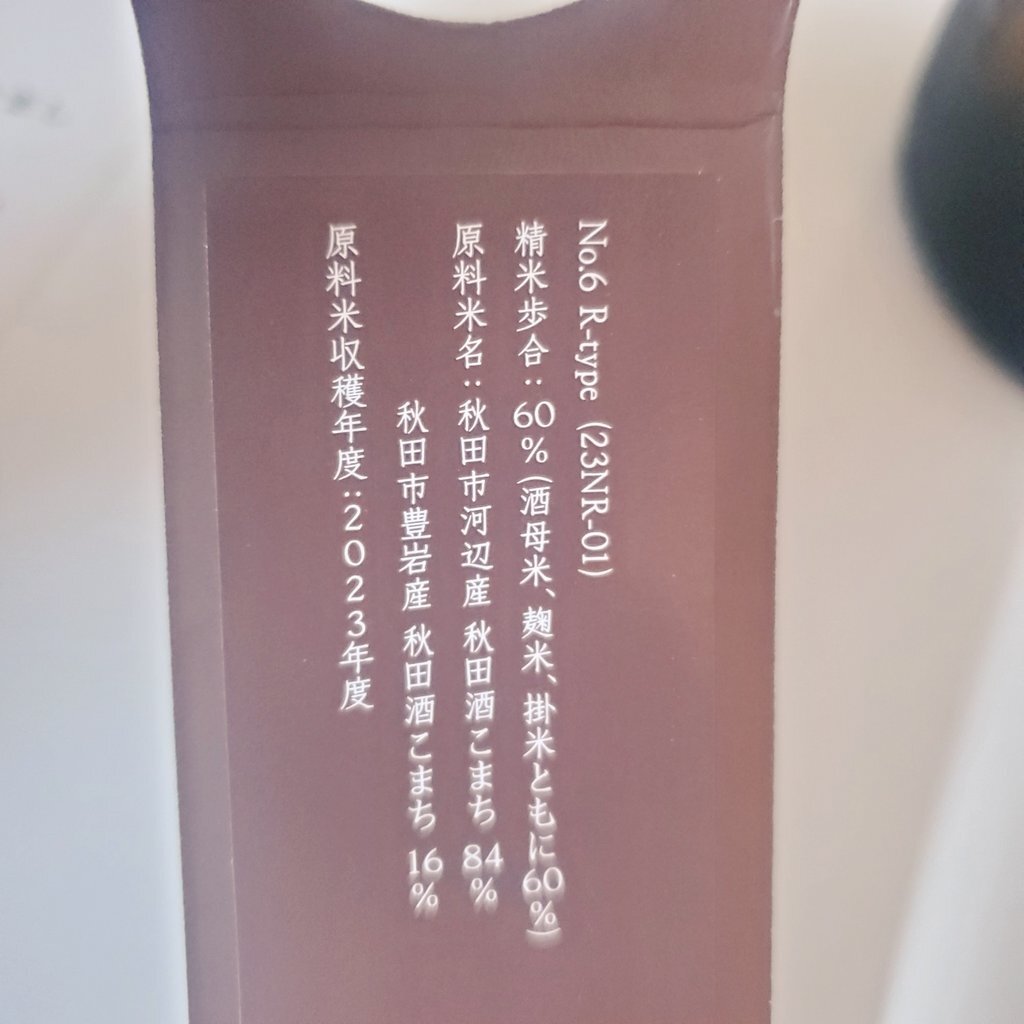 No.6 R-type (23NR-01)
精米歩合：60％(酒母米、麹米、掛米ともに60％)
原料米名：秋田市河辺産 秋田酒こまち 84％
秋田市豊岩産 秋田酒こまち 16％
原料米収穫年度：2023年度